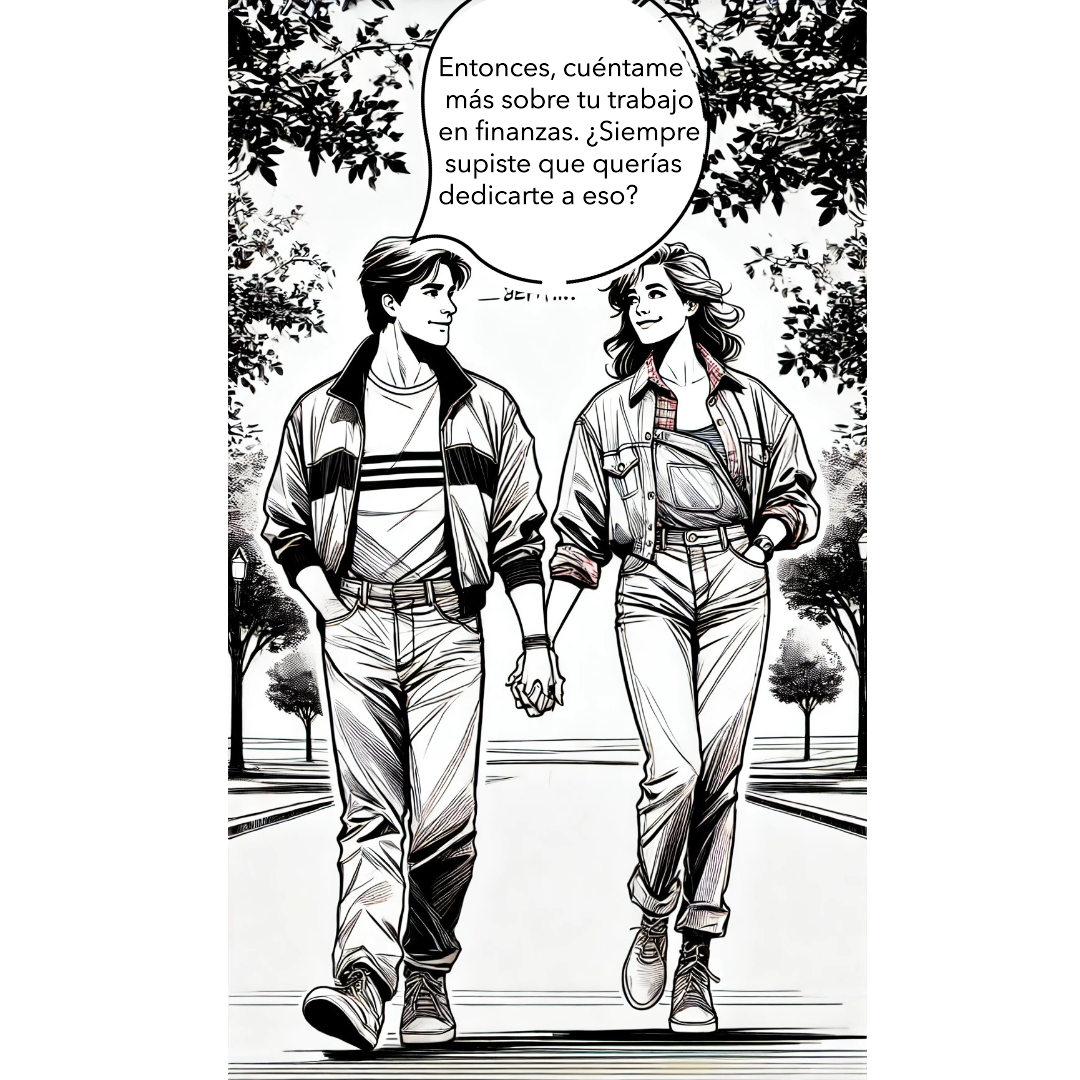 Entonces, cuéntame
más sobre tu trabajo
en finanzas. ¿Siempre
supiste que querías
dedicarte a eso?